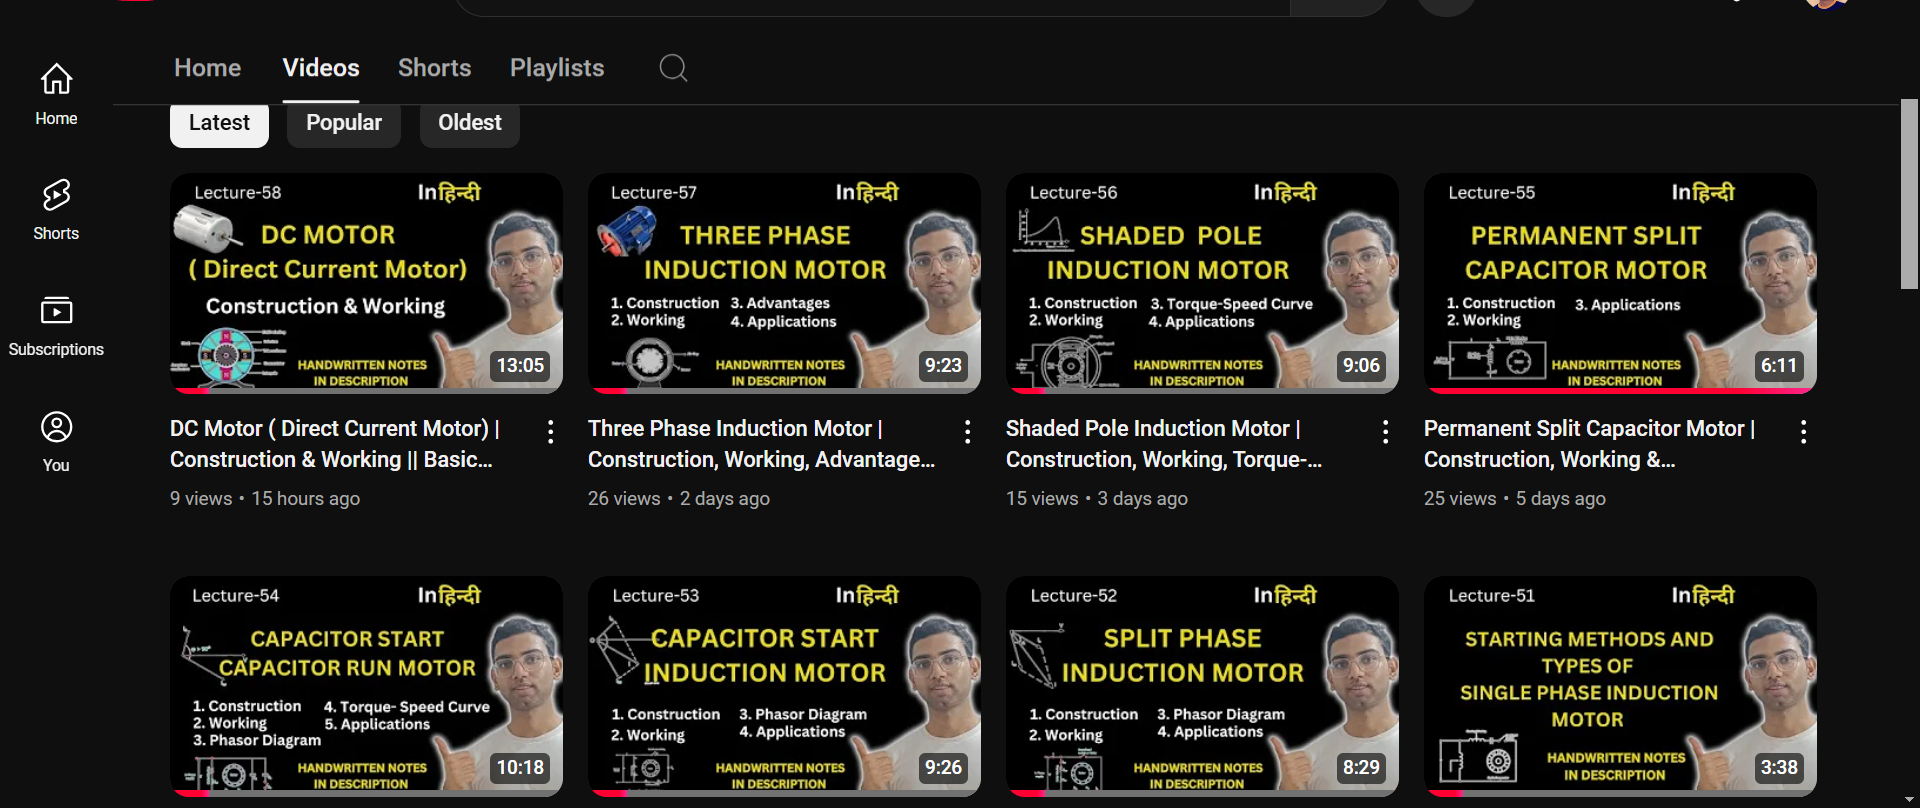 Home
Videos
Shorts
Playlists
Home
Shorts
Subscriptions
You
Latest
Popular
Oldest
Lecture-58
Inहिन्दी
DC MOTOR
( Direct Current Motor)
Construction & Working
HANDWRITTEN NOTES
IN DESCRIPTION
13:05
DC Motor ( Direct Current Motor) |
Construction & Working || Basic...
9 views • 15 hours ago
Lecture-57
Inहिन्दी
THREE PHASE
INDUCTION MOTOR
1. Construction 3. Advantages
2. Working 4. Applications
HANDWRITTEN NOTES
IN DESCRIPTION
9:23
Three Phase Induction Motor |
Construction, Working, Advantage...
26 views • 2 days ago
Lecture-56
Inहिन्दी
SHADED POLE
INDUCTION MOTOR
1. Construction 3. Torque-Speed Curve
2. Working 4. Applications
HANDWRITTEN NOTES
IN DESCRIPTION
9:06
Shaded Pole Induction Motor |
Construction, Working, Torque-...
15 views • 3 days ago
Lecture-55
Inहिन्दी
PERMANENT SPLIT
CAPACITOR MOTOR
1. Construction 3. Applications
2. Working
HANDWRITTEN NOTES
IN DESCRIPTION
6:11
Permanent Split Capacitor Motor |
Construction, Working &...
25 views • 5 days ago
Lecture-54
Inहिन्दी
CAPACITOR START
CAPACITOR RUN MOTOR
1. Construction 4. Torque- Speed Curve
2. Working 5. Applications
3. Phasor Diagram
HANDWRITTEN NOTES
IN DESCRIPTION
10:18
Lecture-53
Inहिन्दी
CAPACITOR START
INDUCTION MOTOR
1. Construction 3. Phasor Diagram
2. Working 4. Applications
HANDWRITTEN NOTES
IN DESCRIPTION
9:26
Lecture-52
Inहिन्दी
SPLIT PHASE
INDUCTION MOTOR
1. Construction 3. Phasor Diagram
2. Working 4. Applications
HANDWRITTEN NOTES
IN DESCRIPTION
8:29
Lecture-51
Inहिन्दी
STARTING METHODS AND
TYPES OF
SINGLE PHASE INDUCTION
MOTOR
HANDWRITTEN NOTES
IN DESCRIPTION
3:38